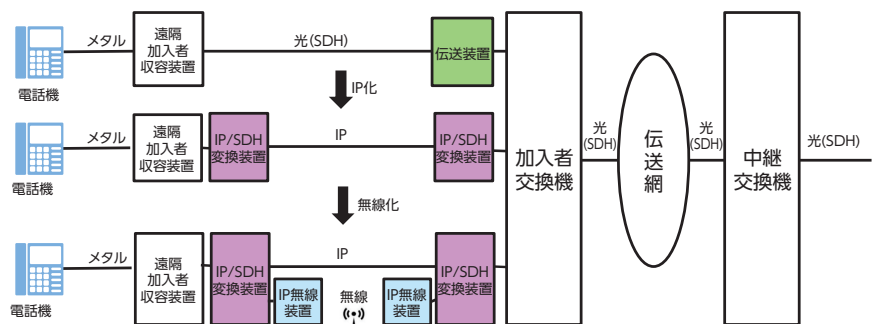 メタル
遠隔
加入者
収容装置
光(SDH)
伝送装置
電話機
IP化
メタル
遠隔
加入者
収容装置
IP/SDH
変換装置
IP
IP/SDH
変換装置
電話機
無線化
メタル
遠隔
加入者
収容装置
IP/SDH
変換装置
IP
IP/SDH
変換装置
IP無線
装置
無線
IP無線
装置
電話機
加入者
交換機
光
(SDH)
伝送網
光
(SDH)
中継
交換機
光(SDH)